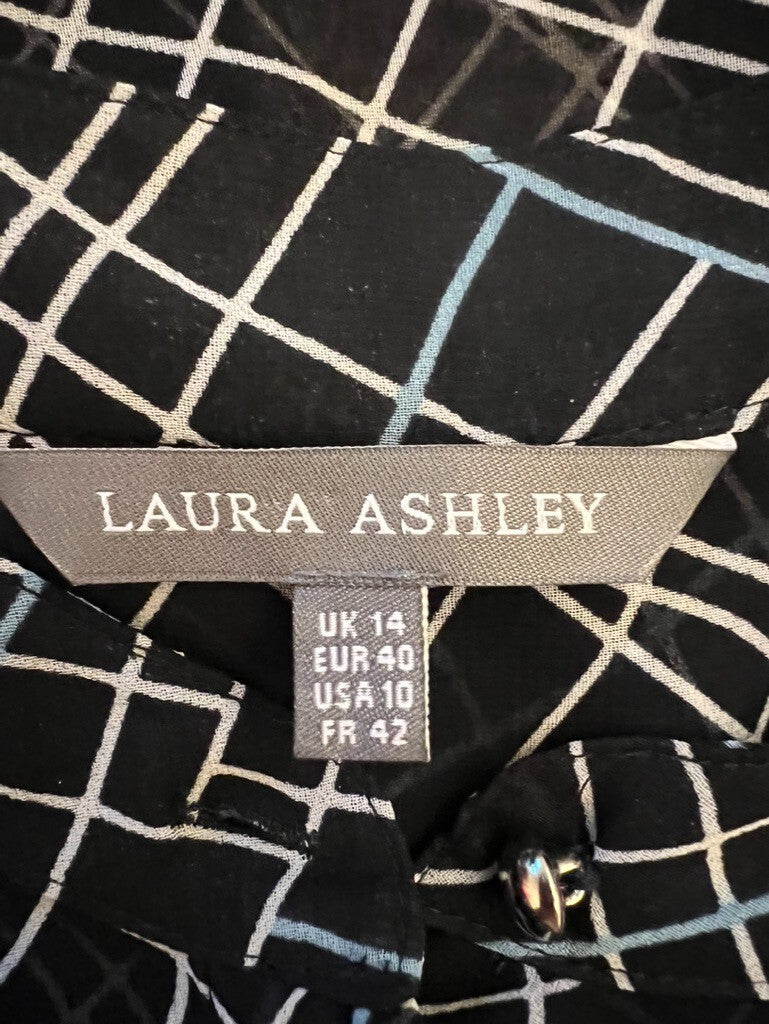 LAURA ASHLEY
UK 14
EUR 40
USA 10
FR 42